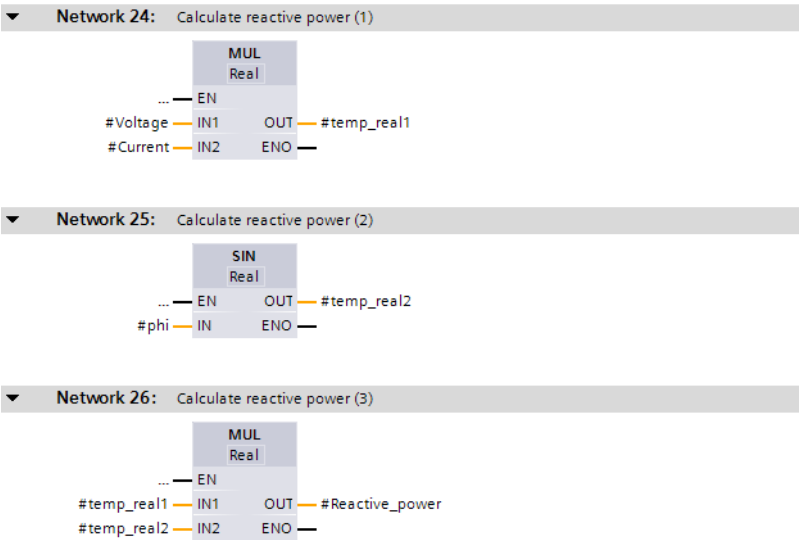 Network 24: Calculate reactive power (1)
MUL
Real
... EN
#Voltage IN1 OUT #temp_real1
#Current IN2 ENO
Network 25: Calculate reactive power (2)
SIN
Real
... EN OUT #temp_real2
#phi IN ENO
Network 26: Calculate reactive power (3)
MUL
Real
... EN
#temp_real1 IN1 OUT #Reactive_power
#temp_real2 IN2 ENO